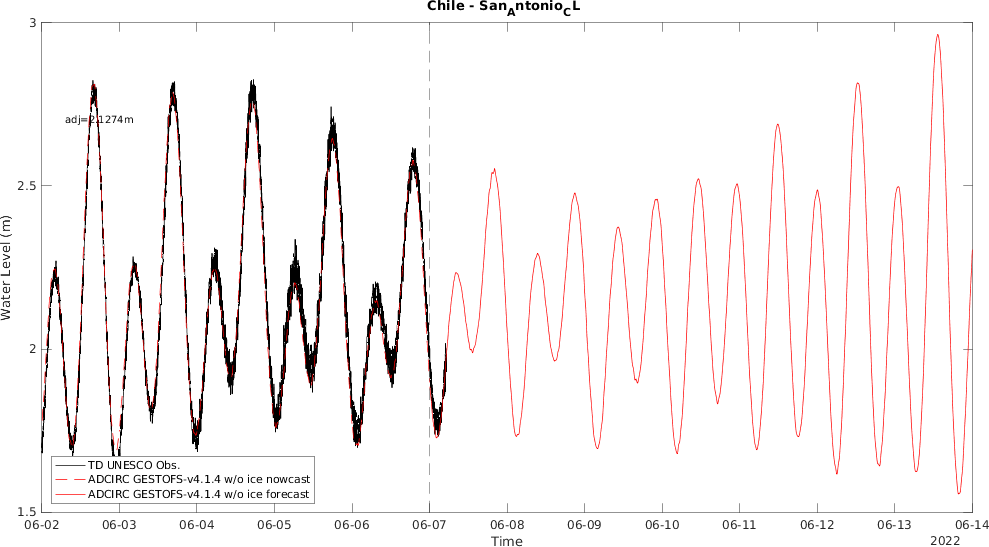 Chile - SanAntonioCL
3
2.5
2
1.5
Water Level (m)
adj=2.1274m
TD UNESCO Obs.
ADCIRC GESTOFS-v4.1.4 w/o ice nowcast
ADCIRC GESTOFS-v4.1.4 w/o ice forecast
06-02 06-03 06-04 06-05 06-06 06-07 06-08 06-09 06-10 06-11 06-12 06-13 06-14
Time
2022